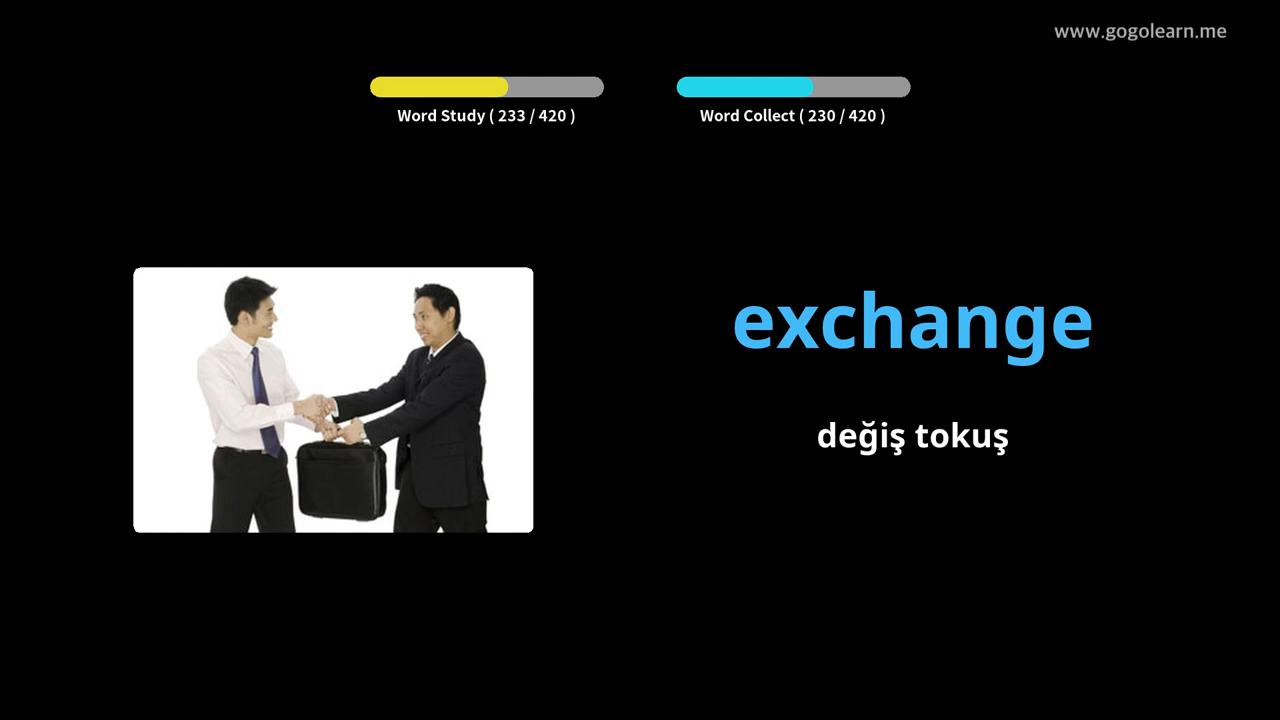 www.gogolearn.me
Word Study ( 233 / 420 )
Word Collect ( 230 / 420 )
exchange
değiş tokuş